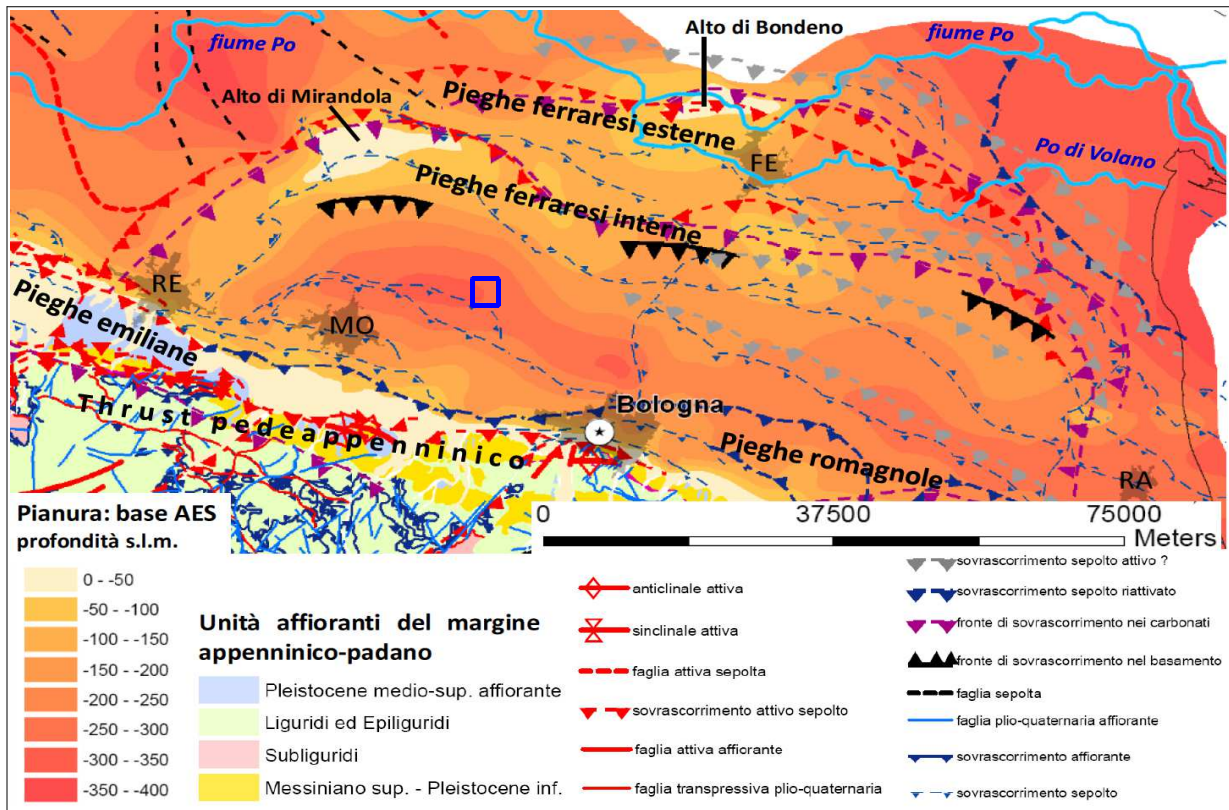 fiume Po
Alto di Bondeno
fiume Po
Alto di Mirandola
Pieghe ferraresi esterne
Po di Volano
FE
Pieghe ferraresi interne
RE
MO
Pieghe emiliane
Bologna
Thrust pedeappenninico
Pieghe romagnole
RA
Pianura: base AES
profondità s.l.m.
0 37500 75000
Meters
0 - -50
-50 - -100
-100 - -150
-150 - -200
-200 - -250
-250 - -300
-300 - -350
-350 - -400
Unità affioranti del margine
appenninico-padano
Pleistocene medio-sup. affiorante
Liguridi ed Epiliguridi
Subliguridi
Messiniano sup. - Pleistocene inf.
anticlinale attiva
sinclinale attiva
faglia attiva sepolta
sovrascorrimento attivo sepolto
faglia attiva affiorante
faglia transpressiva plio-quaternaria
sovrascorrimento sepolto attivo ?
sovrascorrimento sepolto riattivato
fronte di sovrascorrimento nei carbonati
fronte di sovrascorrimento nel basamento
faglia sepolta
faglia plio-quaternaria affiorante
sovrascorrimento affiorante
sovrascorrimento sepolto